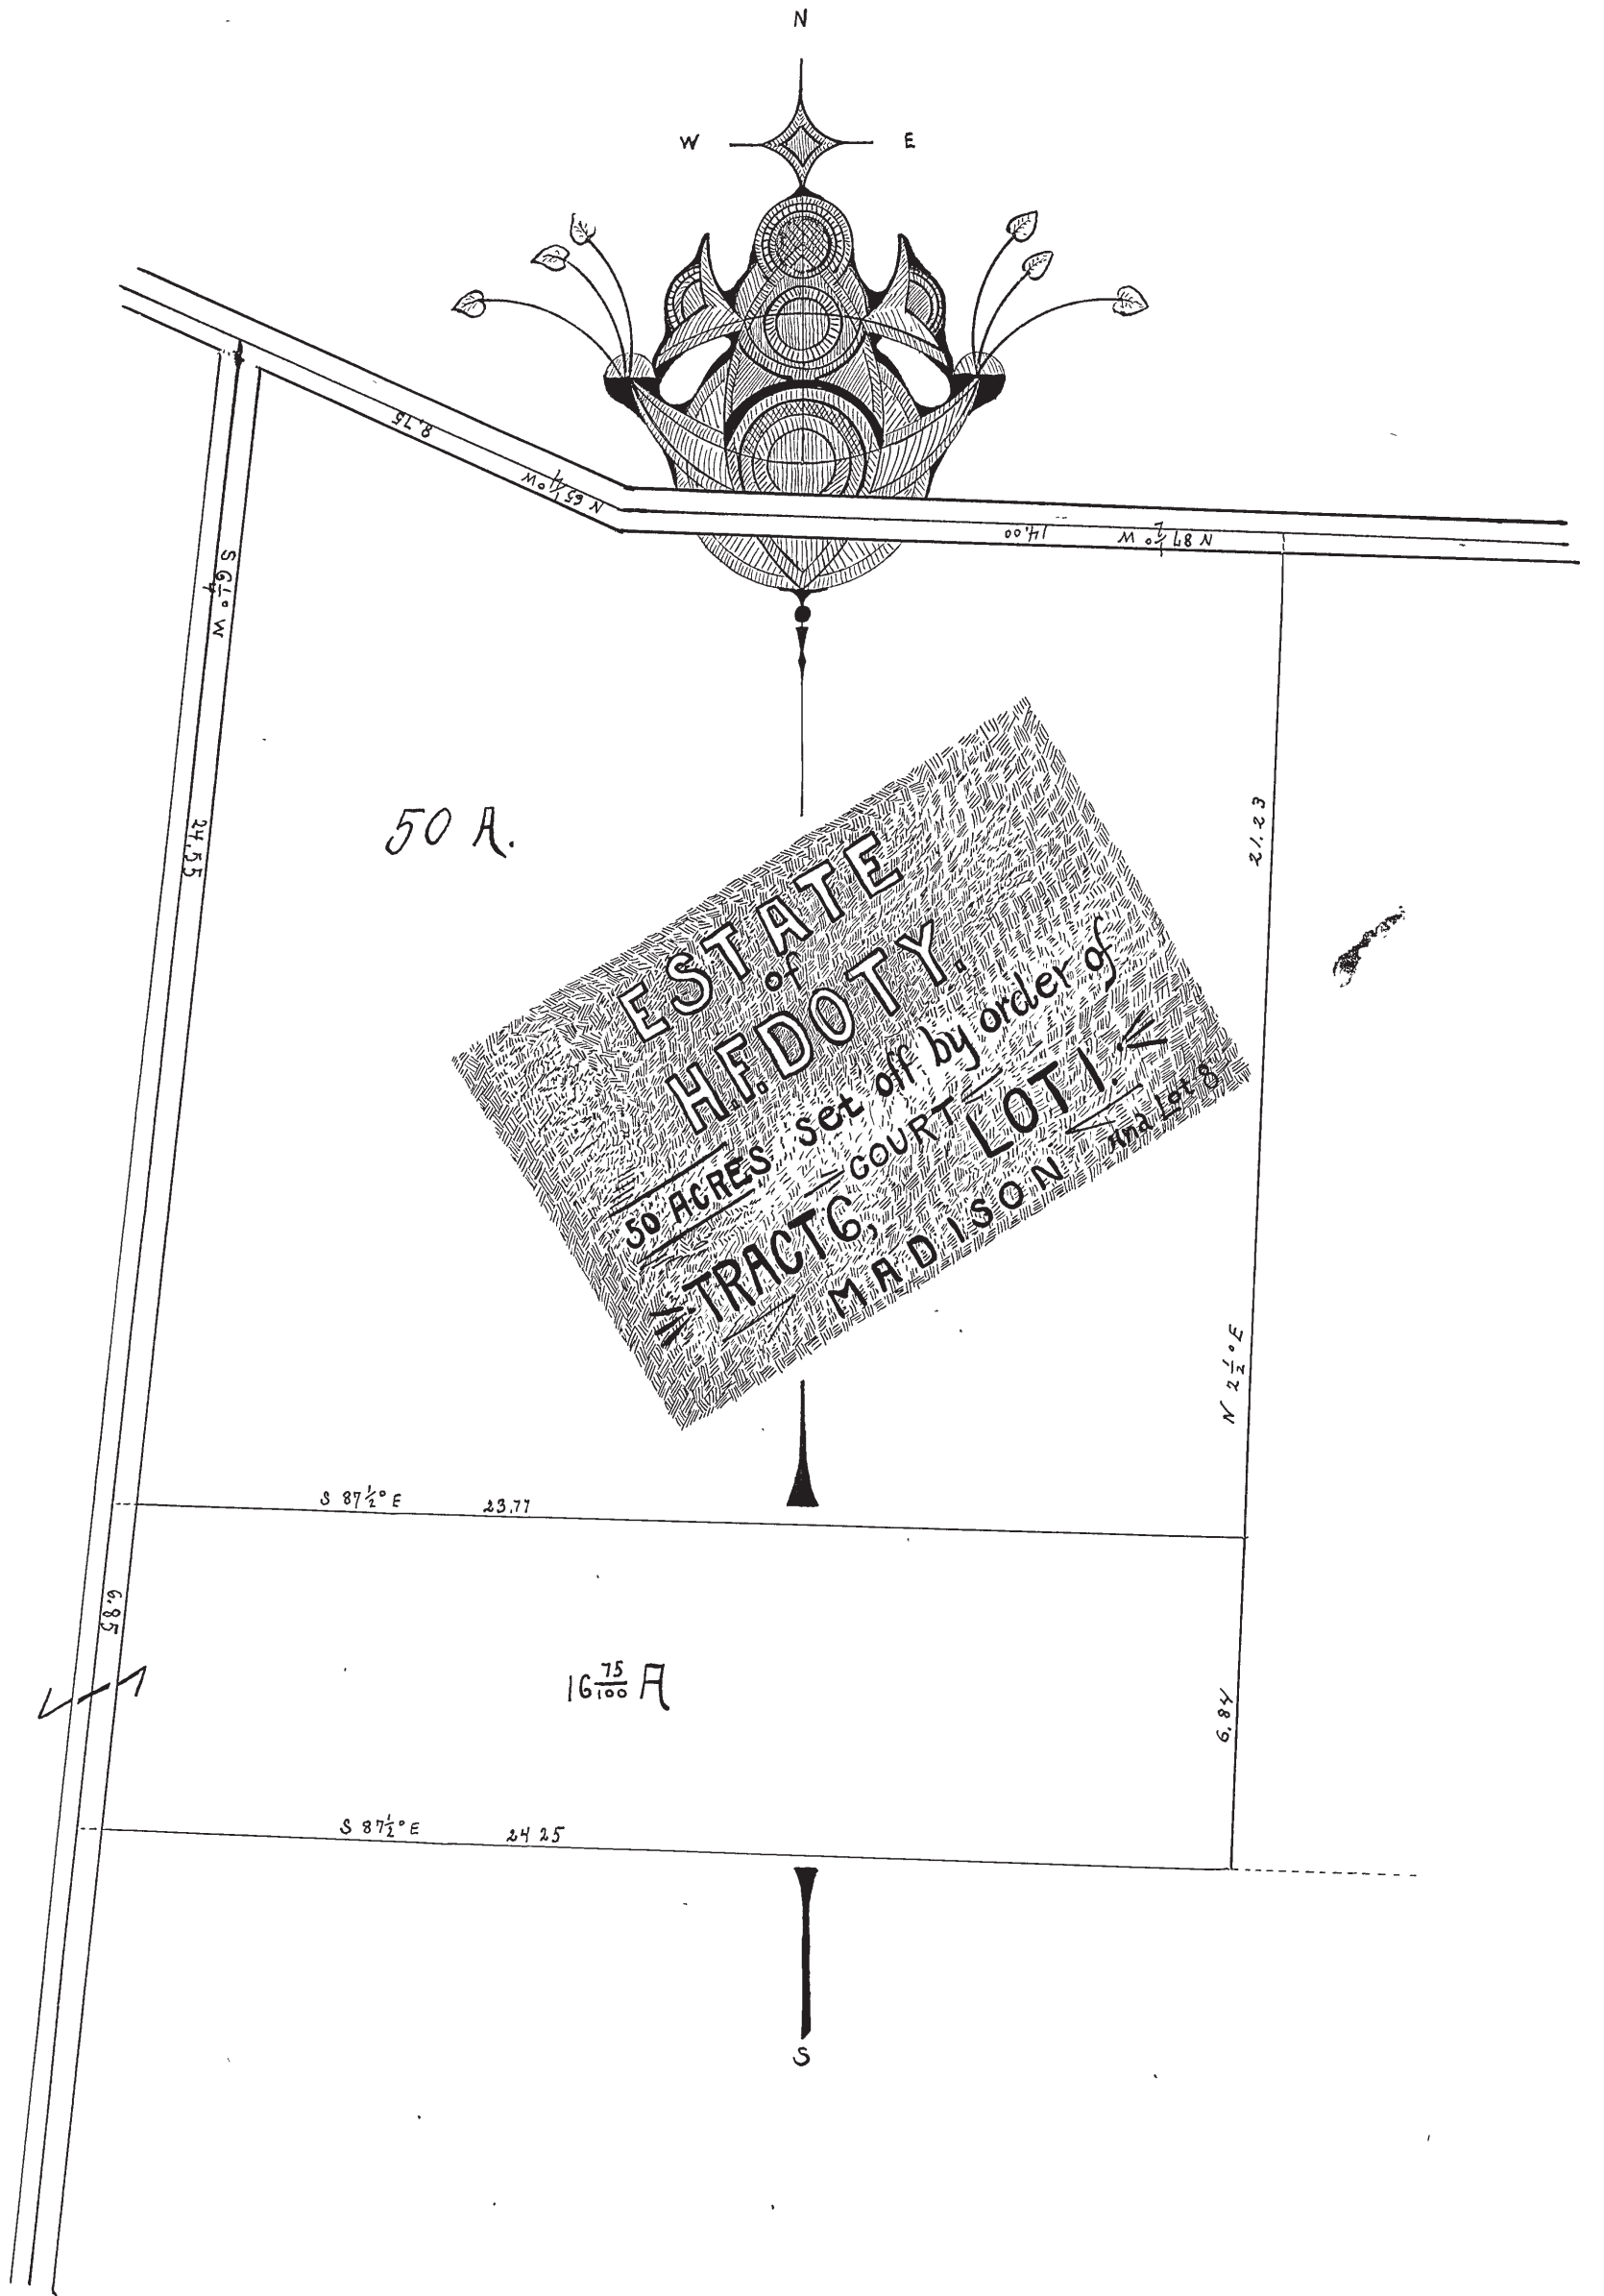 N
W E
8.75
N 65 1/4 ° W
14.00
N 87 1/2 ° W
S 6 1/4 ° W
24.55
50 A.
21.23
N 2 1/2 ° E
ESTATE
of
H.F. DOTY.
50 ACRES set off by order of
COURT
TRACT 6, LOT 1.
MADISON And Lot 8
S 87 1/2 ° E 23.77
6.85
16 75/100 A
6.84
S 87 1/2 ° E 24 25
S